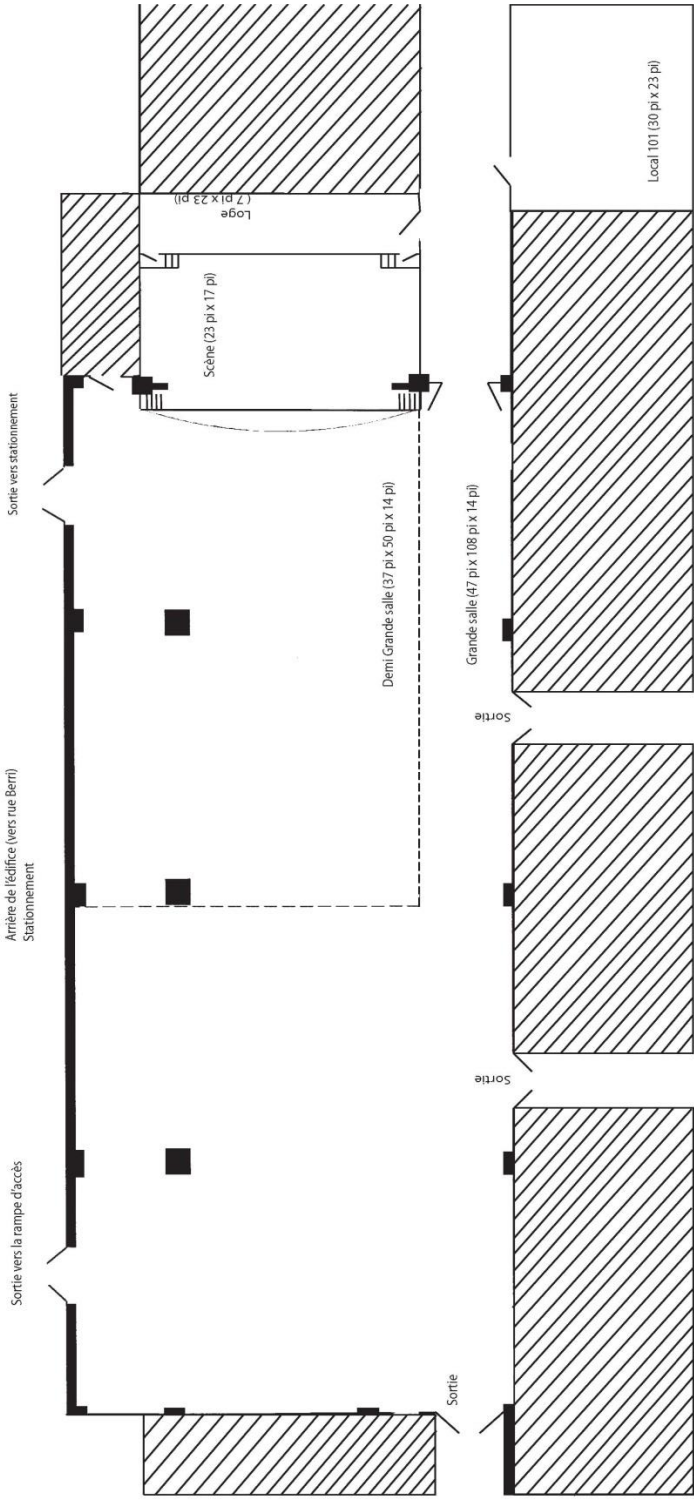 Sortie vers stationnement
Arrière de l'édifice (vers rue Berri)
Stationnement
Sortie vers la rampe d'accès
Loge
( 7 pi x 23 pi)
Scène (23 pi x 17 pi)
Demi Grande salle (37 pi x 50 pi x 14 pi)
Grande salle (47 pi x 108 pi x 14 pi)
Local 101 (30 pi x 23 pi)
Sortie
Sortie
Sortie